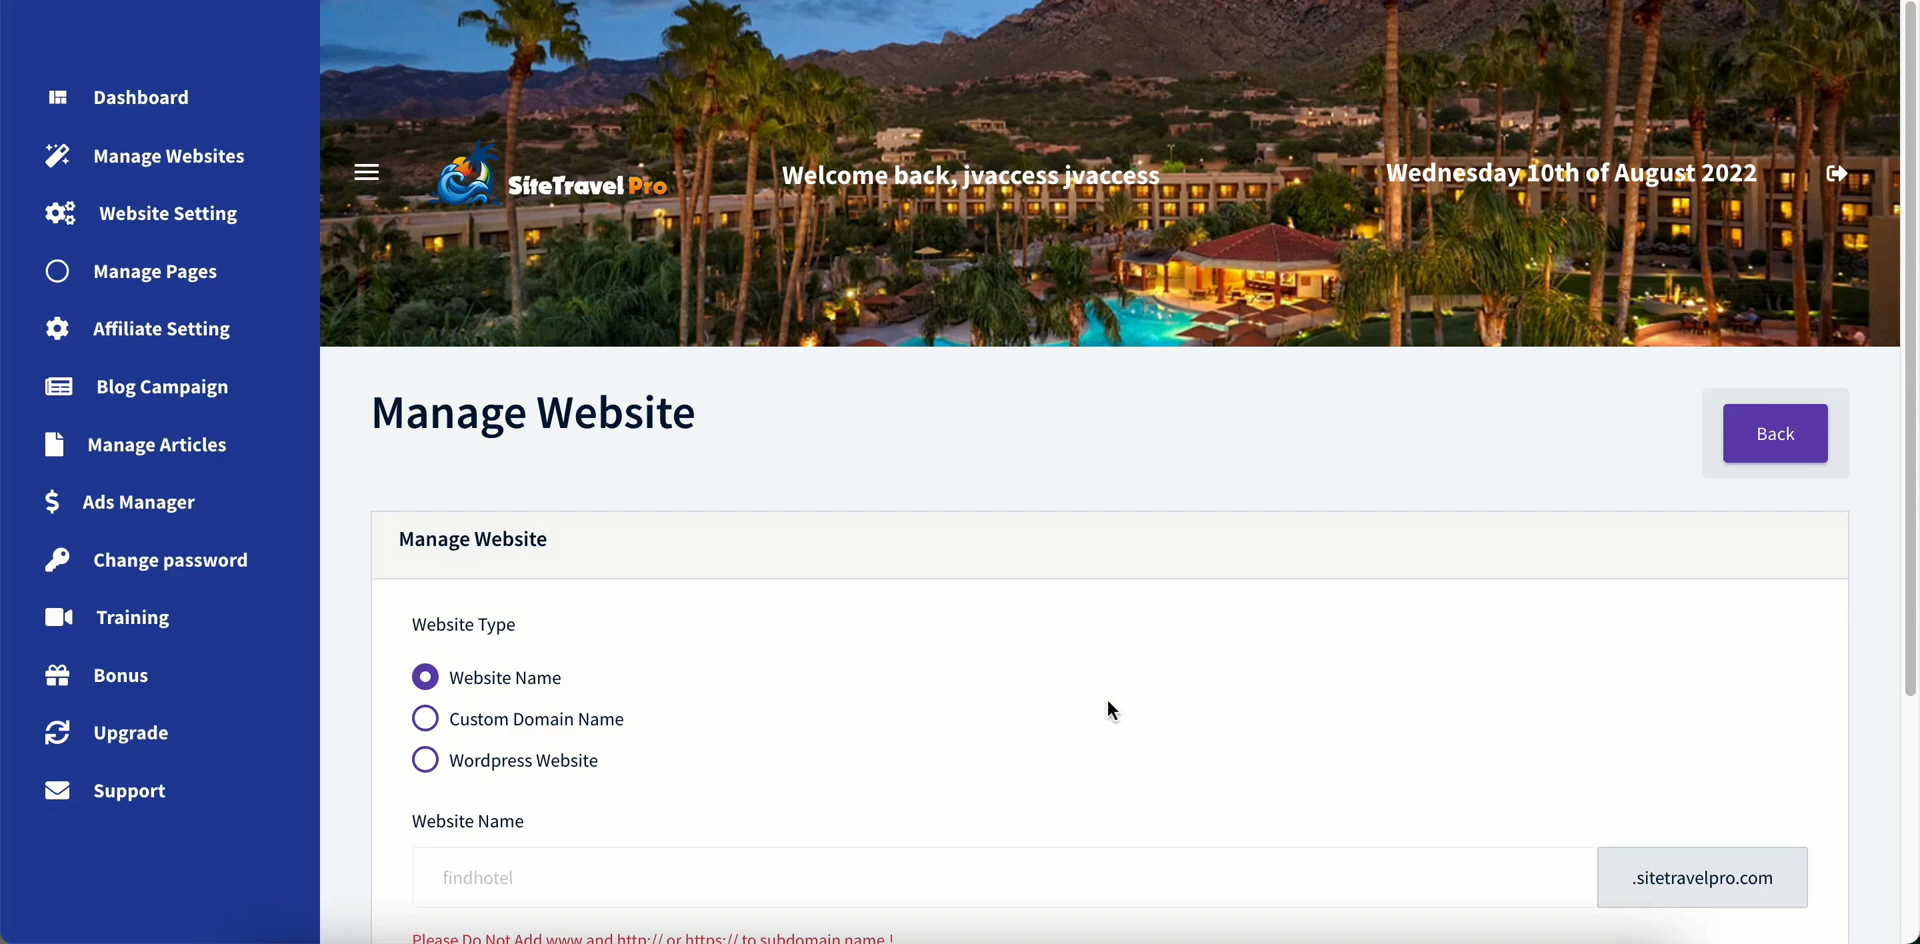 Dashboard
Manage Websites
Website Setting
Manage Pages
Affiliate Setting
Blog Campaign
Manage Articles
Ads Manager
Change password
Training
Bonus
Upgrade
Support
SiteTravel Pro
Welcome back, jvaccess jvaccess
Wednesday 10th of August 2022
Manage Website
Back
Manage Website
Website Type
Website Name
Custom Domain Name
Wordpress Website
Website Name
findhotel
.sitetravelpro.com
Please Do Not Add www and http:// or https:// to subdomain name !